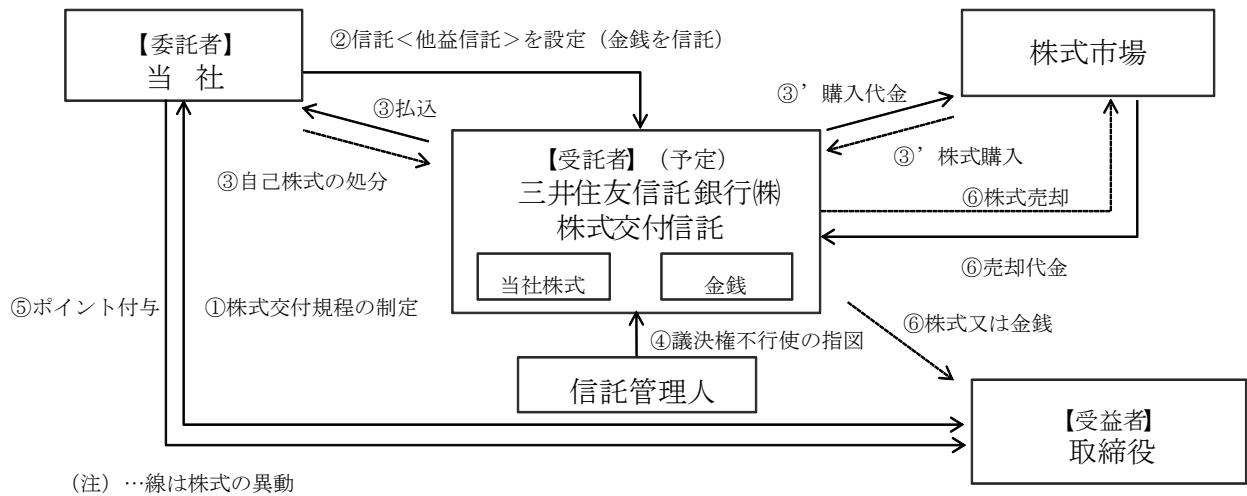 【委託者】
当 社
②信託<他益信託>を設定（金銭を信託）
株式市場
③払込
③’購入代金
③自己株式の処分
【受託者】（予定）
三井住友信託銀行㈱
株式交付信託
③’株式購入
⑥株式売却
当社株式
金銭
⑥売却代金
⑤ポイント付与
①株式交付規程の制定
④議決権不行使の指図
⑥株式又は金銭
信託管理人
【受益者】
取締役
（注）…線は株式の異動